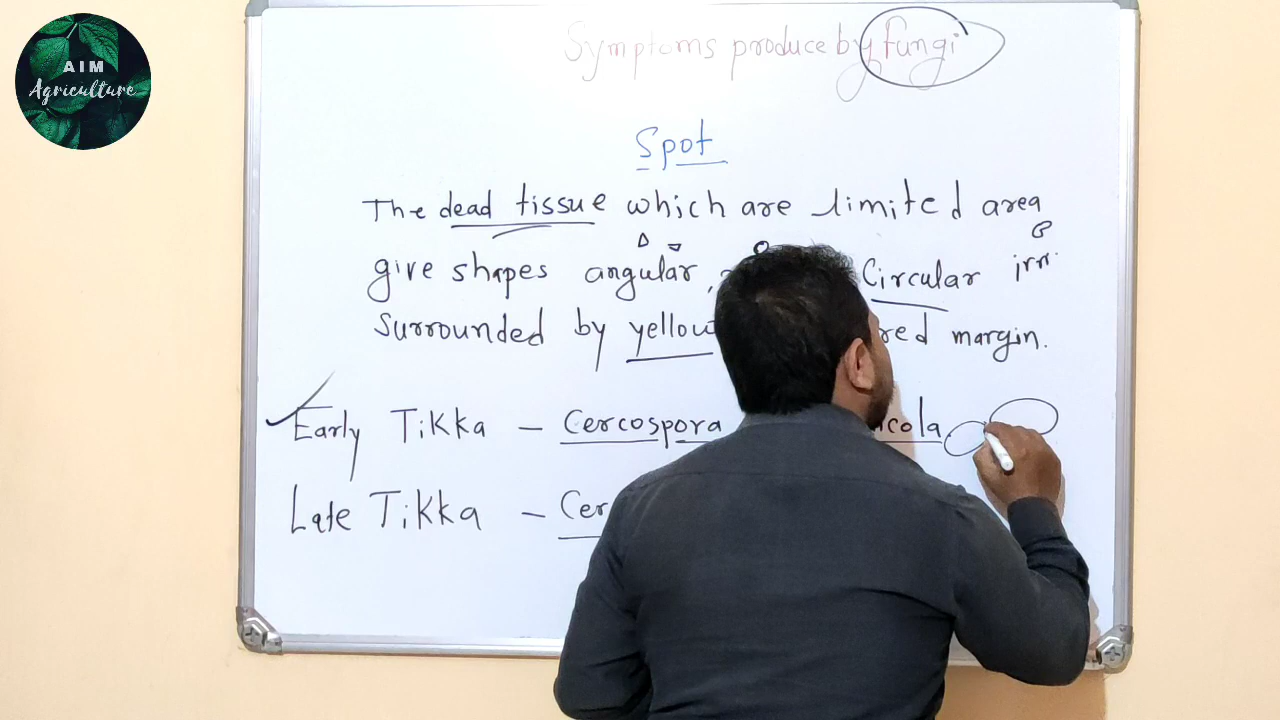 AIM
Agriculture
Symptoms produce by fungi
Spot
The dead tissue which are limited area
give shapes angular, Circular irr.
surrounded by yellow red margin.
Early Tikka – Cercospora cola
Late Tikka – Cer